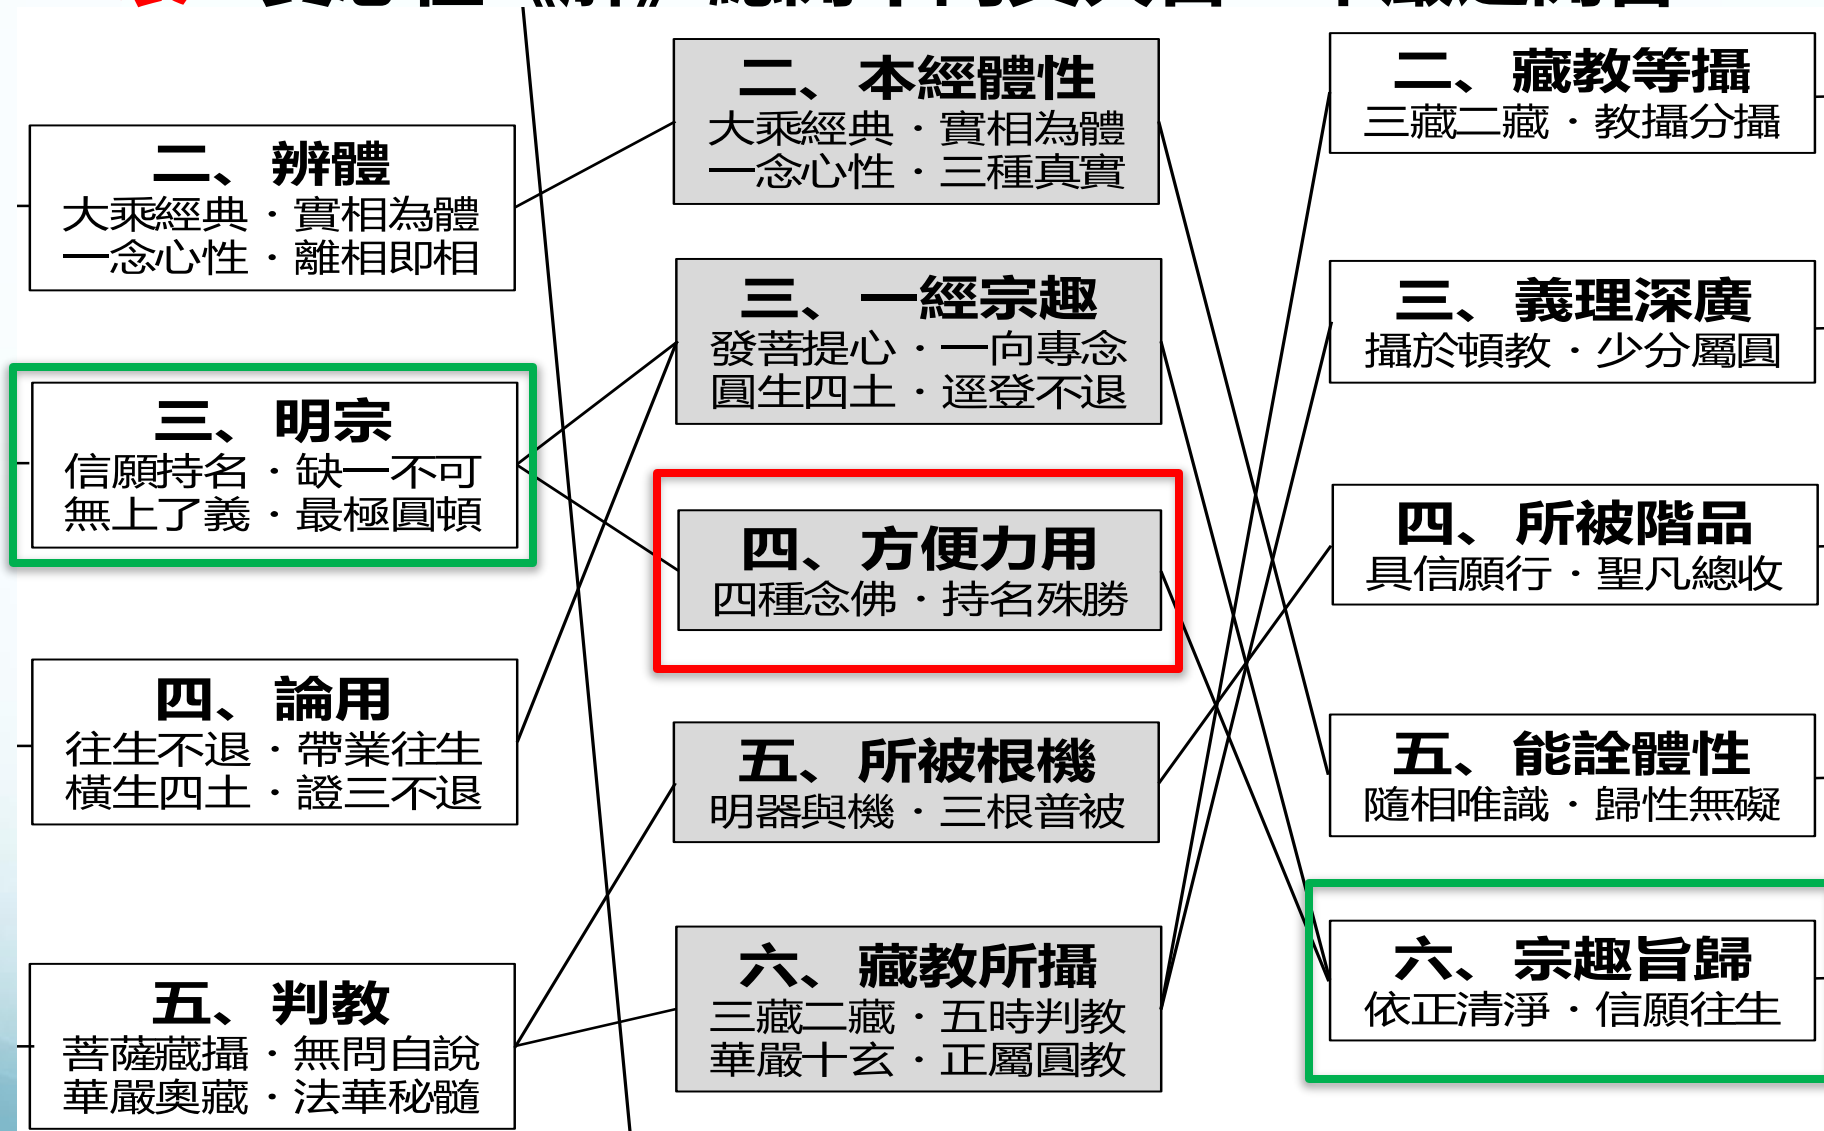 二、辨體
大乘經典．實相為體
一念心性．離相即相
三、明宗
信願持名．缺一不可
無上了義．最極圓頓
四、論用
往生不退．帶業往生
橫生四土．證三不退
五、判教
菩薩藏攝．無問自說
華嚴奧藏．法華秘髓
二、本經體性
大乘經典．實相為體
一念心性．三種真實
三、一經宗趣
發菩提心．一向專念
圓生四土．逕登不退
四、方便力用
四種念佛．持名殊勝
五、所被根機
明器與機．三根普被
六、藏教所攝
三藏二藏．五時判教
華嚴十玄．正屬圓教
二、藏教等攝
三藏二藏．教攝分攝
三、義理深廣
攝於頓教．少分屬圓
四、所被階品
具信願行．聖凡總收
五、能詮體性
隨相唯識．歸性無礙
六、宗趣旨歸
依正清淨．信願往生